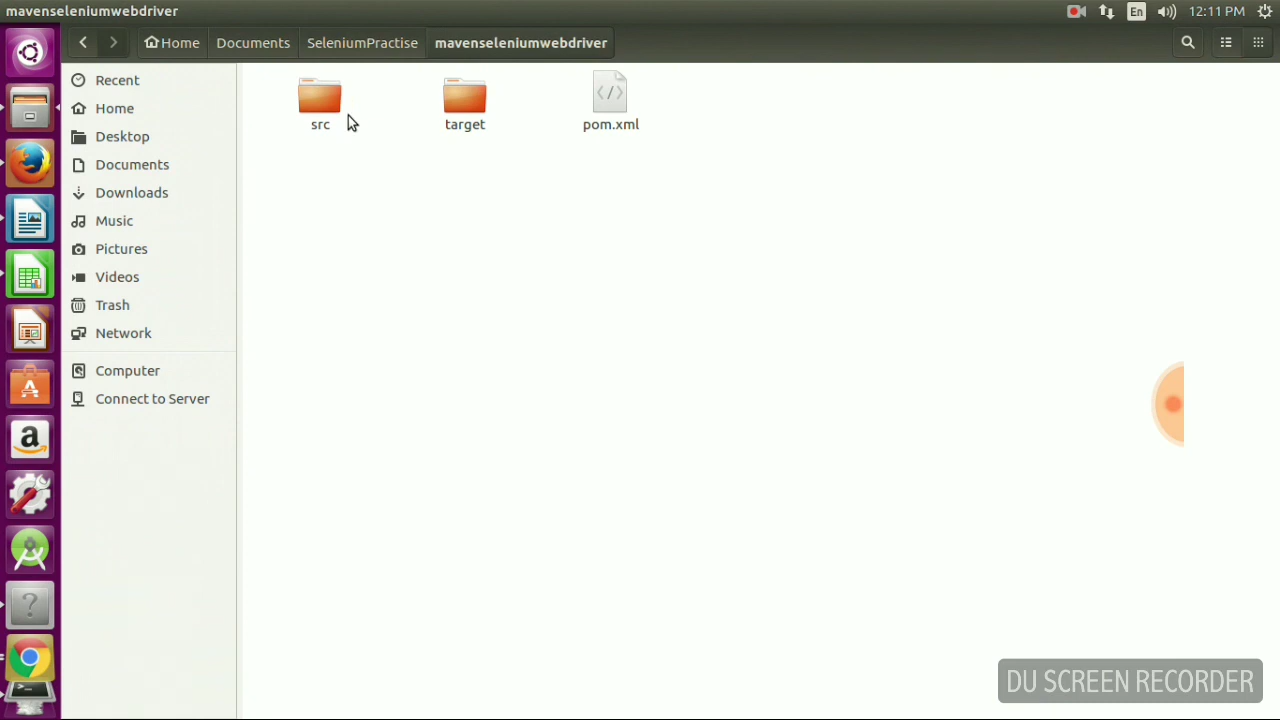 mavenseleniumwebdriver
En
12:11 PM
Home
Documents
SeleniumPractise
mavenseleniumwebdriver
Recent
Home
Desktop
Documents
Downloads
Music
Pictures
Videos
Trash
Network
Computer
Connect to Server
src
target
pom.xml
DU SCREEN RECORDER